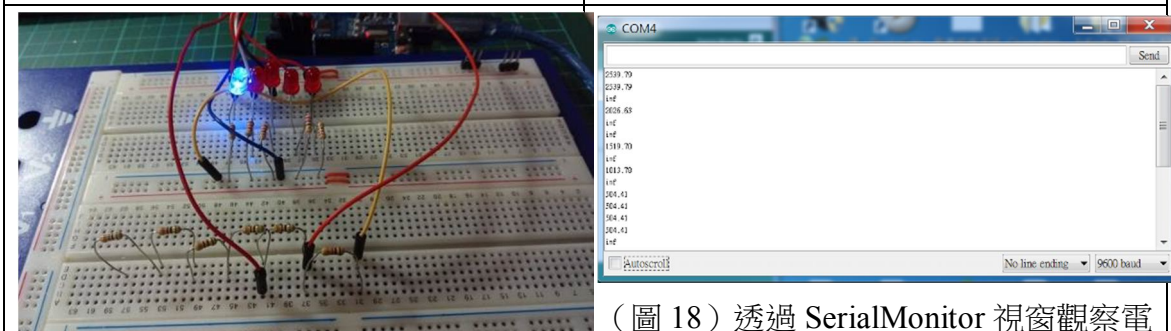 COM4
Send
2539.79
2539.79
inf
2026.63
inf
inf
1519.70
inf
1013.70
inf
504.41
504.41
504.41
504.41
inf
Autoscroll
No line ending
9600 baud
（圖 18）透過 SerialMonitor 視窗觀察電